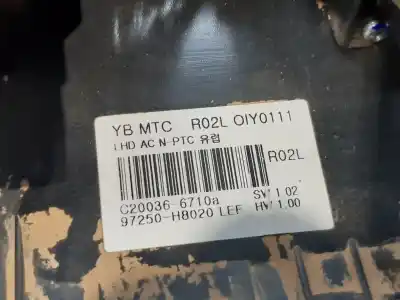 YB MTC R02L OIY0111
LHD AC N-PTC 유럽
R02L
C20036 6710a SW 1.02
97250-H8020 LEF HW 1.00